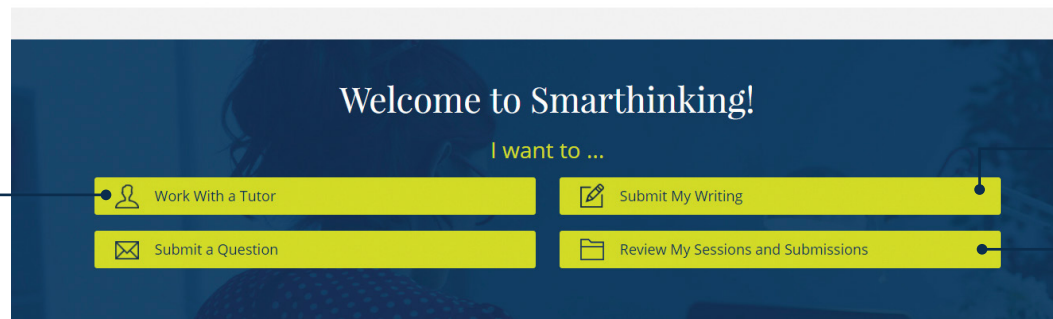 Welcome to Smarthinking!
I want to ...
Work With a Tutor
Submit My Writing
Submit a Question
Review My Sessions and Submissions